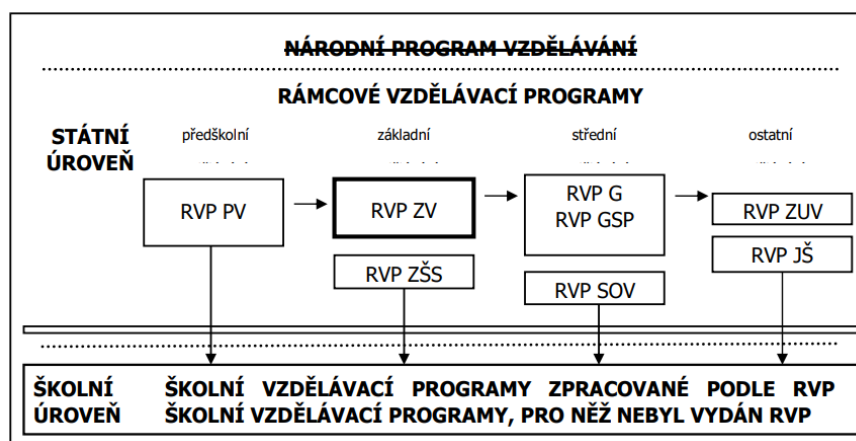 NÁRODNÍ PROGRAM VZDĚLÁVÁNÍ
RÁMCOVÉ VZDĚLÁVACÍ PROGRAMY
STÁTNÍ
ÚROVEŇ
předškolní
základní
střední
ostatní
RVP PV
RVP ZV
RVP G
RVP GSP
RVP ZUV
RVP ZŠS
RVP SOV
RVP JŠ
ŠKOLNÍ
ÚROVEŇ
ŠKOLNÍ VZDĚLÁVACÍ PROGRAMY ZPRACOVANÉ PODLE RVP
ŠKOLNÍ VZDĚLÁVACÍ PROGRAMY, PRO NĚŽ NEBYL VYDÁN RVP